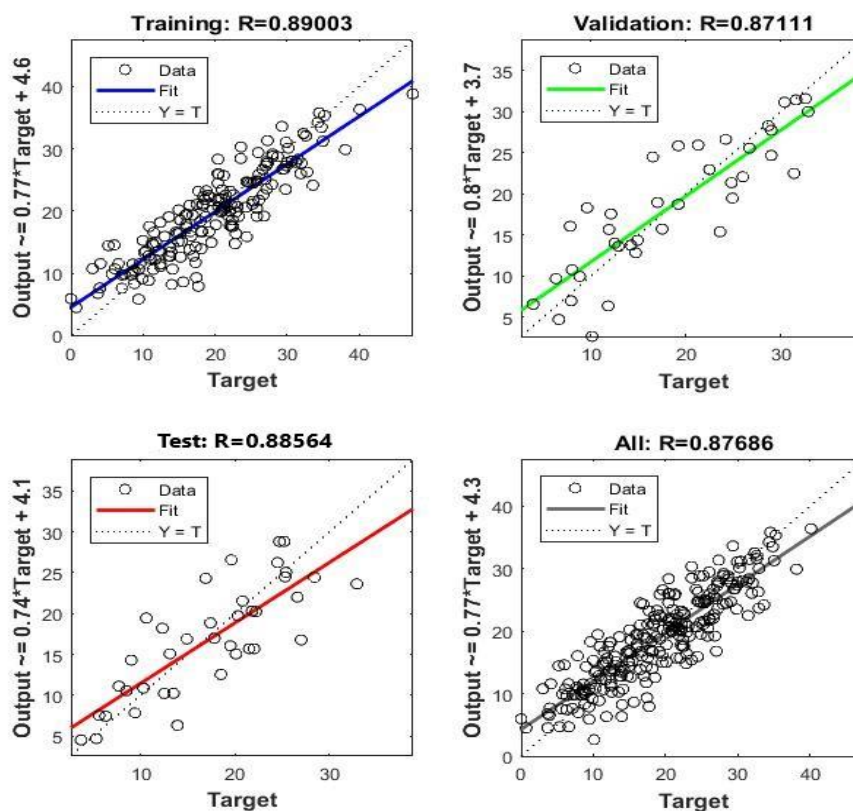 Training: R=0.89003
Output ~= 0.77*Target + 4.6
Data
Fit
Y = T
40
30
20
10
0
0 10 20 30 40
Target
Validation: R=0.87111
Output ~= 0.8*Target + 3.7
Data
Fit
Y = T
35
30
25
20
15
10
5
10 20 30
Target
Test: R=0.88564
Output ~= 0.74*Target + 4.1
Data
Fit
Y = T
35
30
25
20
15
10
5
10 20 30
Target
All: R=0.87686
Output ~= 0.77*Target + 4.3
Data
Fit
Y = T
40
30
20
10
0
0 10 20 30 40
Target